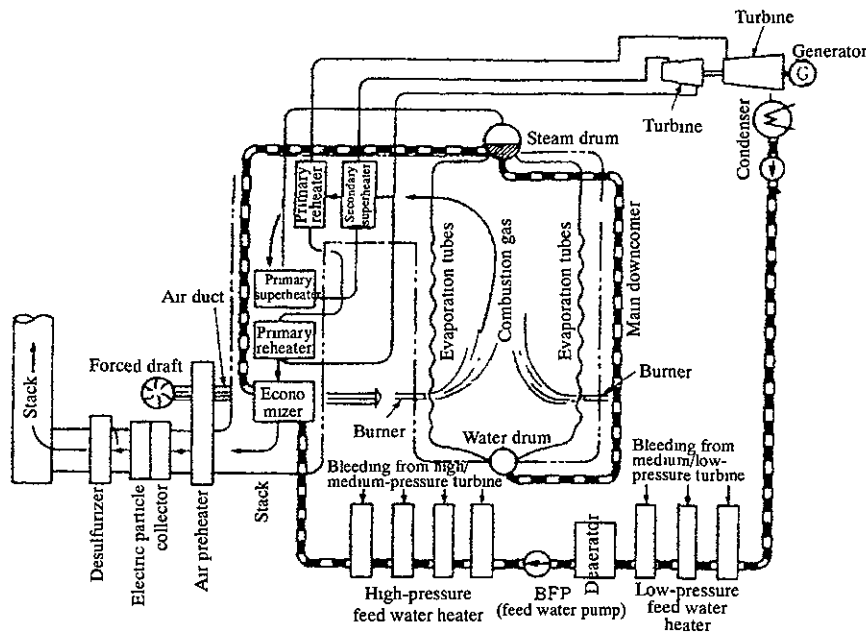 Turbine
Generator
G
Turbine
Condenser
Steam drum
Primary
reheater
Secondary
superheater
Evaporation tubes
Combustion gas
Evaporation tubes
Main downcomer
Primary
superheater
Air duct
Primary
reheater
Forced draft
Stack
Econo
mizer
Burner
Burner
Water drum
Bleeding from high/
medium-pressure turbine
Bleeding from
medium/low-
pressure turbine
Desulfurizer
Electric particle
collector
Air preheater
Stack
High-pressure
feed water heater
BFP
(feed water pump)
Deaerator
Low-pressure
feed water
heater